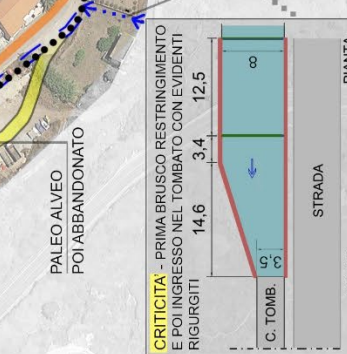 PALEO ALVEO
POI ABBANDONATO
CRITICITA' - PRIMA BRUSCO RESTRINGIMENTO
E POI INGRESSO NEL TOMBATO CON EVIDENTI
RIGURGITI
12,5
3,4
14,6
8
3,5
C. TOMB.
STRADA
PIANTA